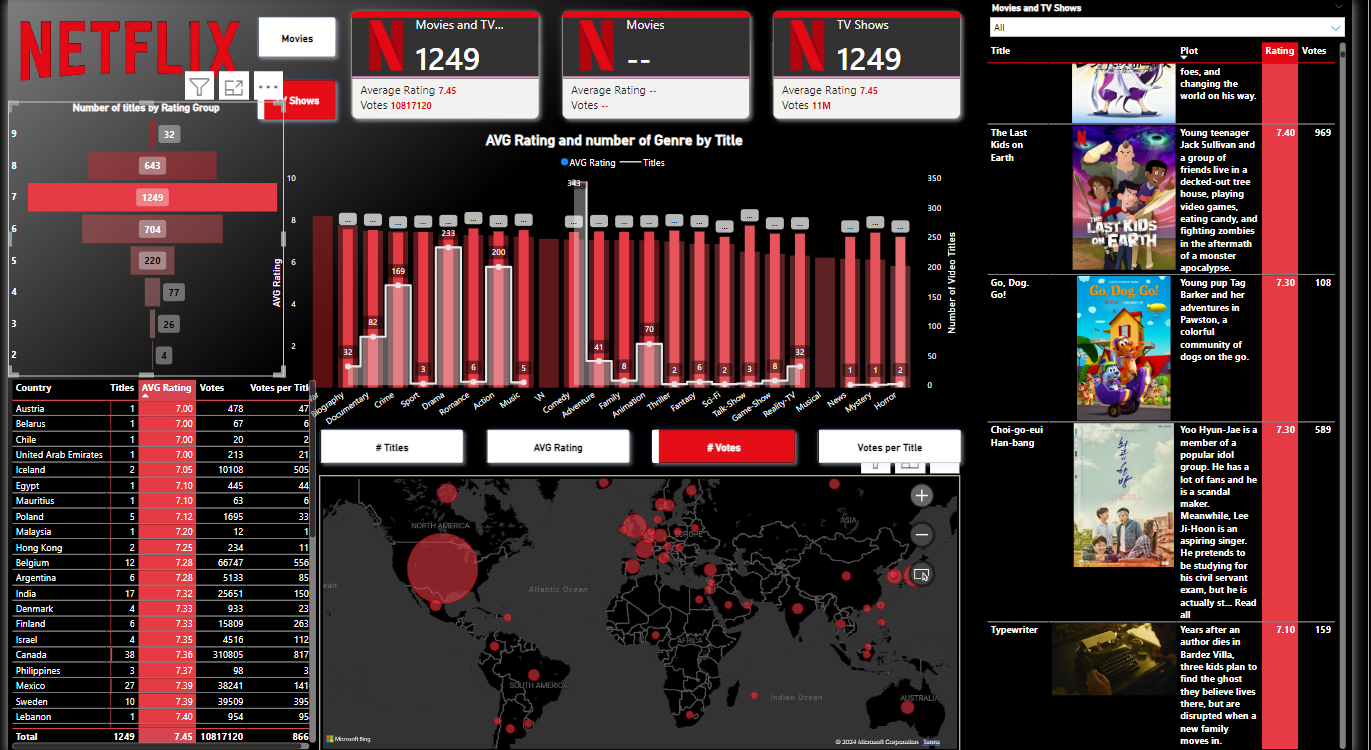 NETFLIX
Movies
TV Shows
Movies and TV...
1249
Average Rating 7.45
Votes 10817120
Movies
--
Average Rating --
Votes --
TV Shows
1249
Average Rating 7.45
Votes 11M
Number of titles by Rating Group
9 32
8 643
7 1249
6 704
5 220
4 77
3 26
2 4
AVG Rating and number of Genre by Title
AVG Rating Titles
AVG Rating
10
8
6
4
2
343
32
82
169
3
233
6
200
5
41
8
70
2
6
2
3
8
32
1
1
2
350
300
250
200
150
100
50
0
Number of Video Titles
Biography
Documentary
Crime
Sport
Drama
Romance
Action
Music
Comedy
Adventure
Family
Animation
Thriller
Fantasy
Sci-Fi
Talk-Show
Game-Show
Reality-TV
Musical
News
Mystery
Horror
# Titles
AVG Rating
# Votes
Votes per Title
Country Titles AVG Rating Votes Votes per Titl
Austria 1 7.00 478 47
Belarus 1 7.00 67 6
Chile 1 7.00 20 2
United Arab Emirates 1 7.00 213 21
Iceland 2 7.05 10108 505
Egypt 1 7.10 445 44
Mauritius 1 7.10 63 6
Poland 5 7.12 1695 33
Malaysia 1 7.20 12 1
Hong Kong 2 7.25 234 11
Belgium 12 7.28 66747 556
Argentina 6 7.28 5133 85
India 17 7.32 25651 150
Denmark 4 7.33 933 23
Finland 6 7.33 15809 263
Israel 4 7.35 4516 112
Canada 38 7.36 310805 817
Philippines 3 7.37 98 3
Mexico 27 7.39 38241 141
Sweden 10 7.39 39509 395
Lebanon 1 7.40 954 95
Total 1249 7.45 10817120 866
NORTH AMERICA
EUROPE
ASIA
Atlantic Ocean
AFRICA
SOUTH AMERICA
Indian Ocean
AUSTRALIA
Microsoft Bing
© 2024 Microsoft Corporation Terms
Movies and TV Shows
All
Title Plot Rating Votes
foes, and
changing the
world on his way.
The Last
Kids on
Earth
THE
LAST KIDS
ON EARTH
Young teenager
Jack Sullivan and
a group of
friends live in a
decked-out tree
house, playing
video games,
eating candy, and
fighting zombies
in the aftermath
of a monster
apocalypse.
7.40 969
Go, Dog.
Go!
Go, Dog. Go!
Young pup Tag
Barker and her
adventures in
Pawston, a
colorful
community of
dogs on the go.
7.30 108
Choi-go-eui
Han-bang
최고의
한방
Yoo Hyun-Jae is a
member of a
popular idol
group. He has a
lot of fans and he
is a scandal
maker.
Meanwhile, Lee
Ji-Hoon is an
aspiring singer.
He pretends to
be studying for
his civil servant
exam, but he is
actually st... Read
all
7.30 589
Typewriter
Years after an
author dies in
Bardez Villa,
three kids plan to
find the ghost
they believe lives
there, but are
disrupted when a
new family
moves in.
7.10 159